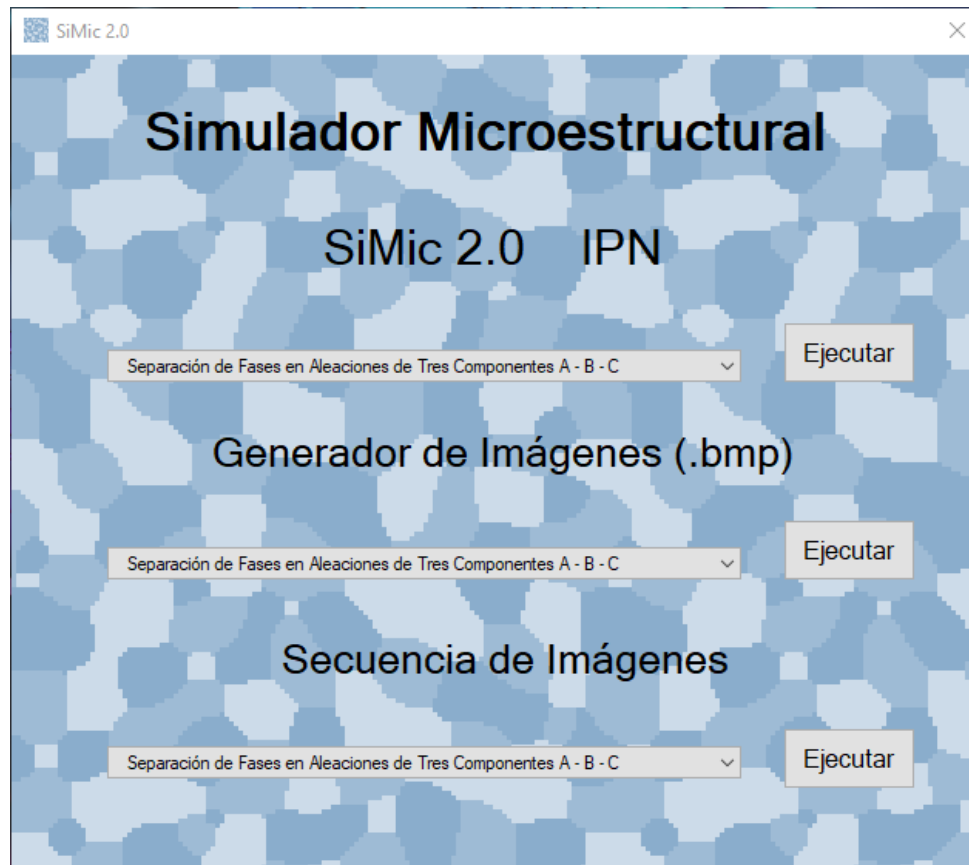 SiMic 2.0
Simulador Microestructural
SiMic 2.0 IPN
Separación de Fases en Aleaciones de Tres Componentes A - B - C
Ejecutar
Generador de Imágenes (.bmp)
Separación de Fases en Aleaciones de Tres Componentes A - B - C
Ejecutar
Secuencia de Imágenes
Separación de Fases en Aleaciones de Tres Componentes A - B - C
Ejecutar